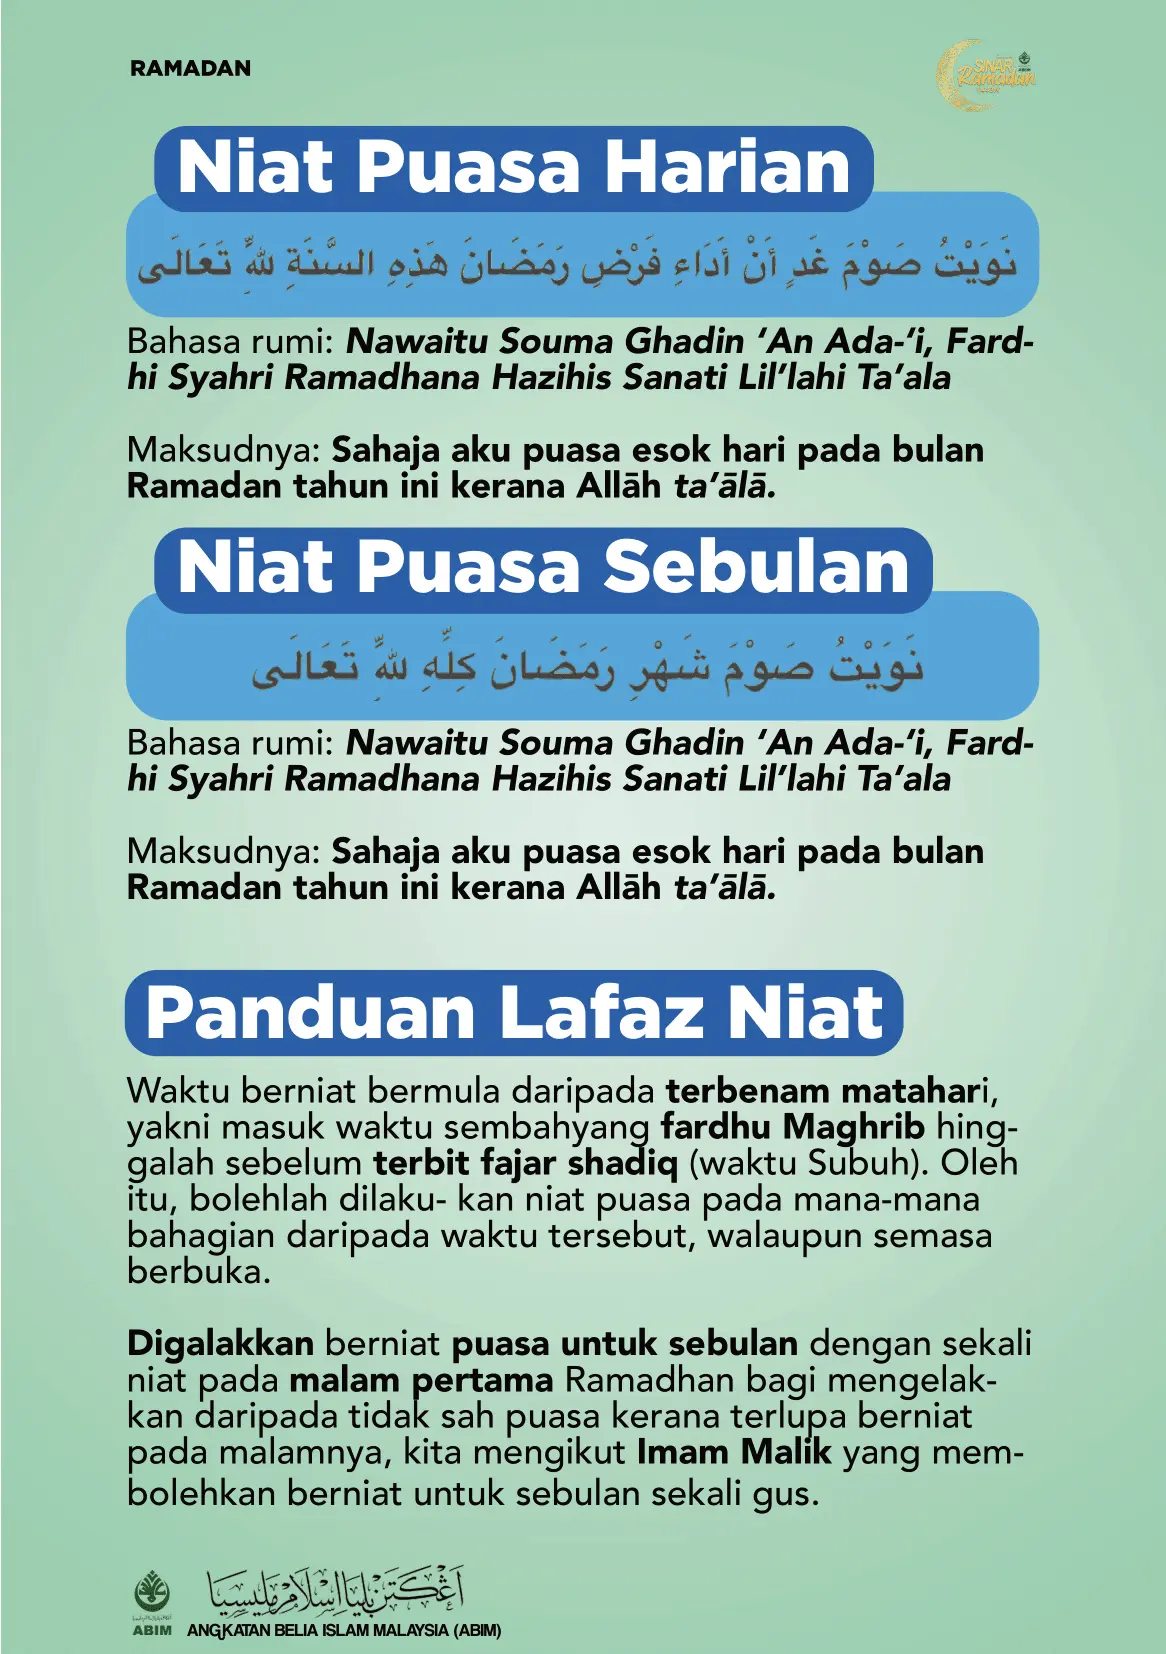 RAMADAN
SINAR
Ramadan
ABIM
Niat Puasa Harian
نَوَيْتُ صَوْمَ غَدٍ أَنْ أَدَاءِ فَرْضِ رَمَضَانَ هَذِهِ السَّنَةِ لِلَّهِ تَعَالَى
Bahasa rumi: Nawaitu Souma Ghadin ‘An Ada-‘i, Fard-
hi Syahri Ramadhana Hazihis Sanati Lil’lahi Ta’ala
Maksudnya: Sahaja aku puasa esok hari pada bulan
Ramadan tahun ini kerana Allāh ta’ālā.
Niat Puasa Sebulan
نَوَيْتُ صَوْمَ شَهْرِ رَمَضَانَ كِلِّهِ لِلَّهِ تَعَالَى
Bahasa rumi: Nawaitu Souma Ghadin ‘An Ada-‘i, Fard-
hi Syahri Ramadhana Hazihis Sanati Lil’lahi Ta’ala
Maksudnya: Sahaja aku puasa esok hari pada bulan
Ramadan tahun ini kerana Allāh ta’ālā.
Panduan Lafaz Niat
Waktu berniat bermula daripada terbenam matahari,
yakni masuk waktu sembahyang fardhu Maghrib hing-
galah sebelum terbit fajar shadiq (waktu Subuh). Oleh
itu, bolehlah dilaku- kan niat puasa pada mana-mana
bahagian daripada waktu tersebut, walaupun semasa
berbuka.
Digalakkan berniat puasa untuk sebulan dengan sekali
niat pada malam pertama Ramadhan bagi mengelak-
kan daripada tidak sah puasa kerana terlupa berniat
pada malamnya, kita mengikut Imam Malik yang mem-
bolehkan berniat untuk sebulan sekali gus.
اڠكتن بليا إسلام مليسيا
ABIM
ANGKATAN BELIA ISLAM MALAYSIA (ABIM)